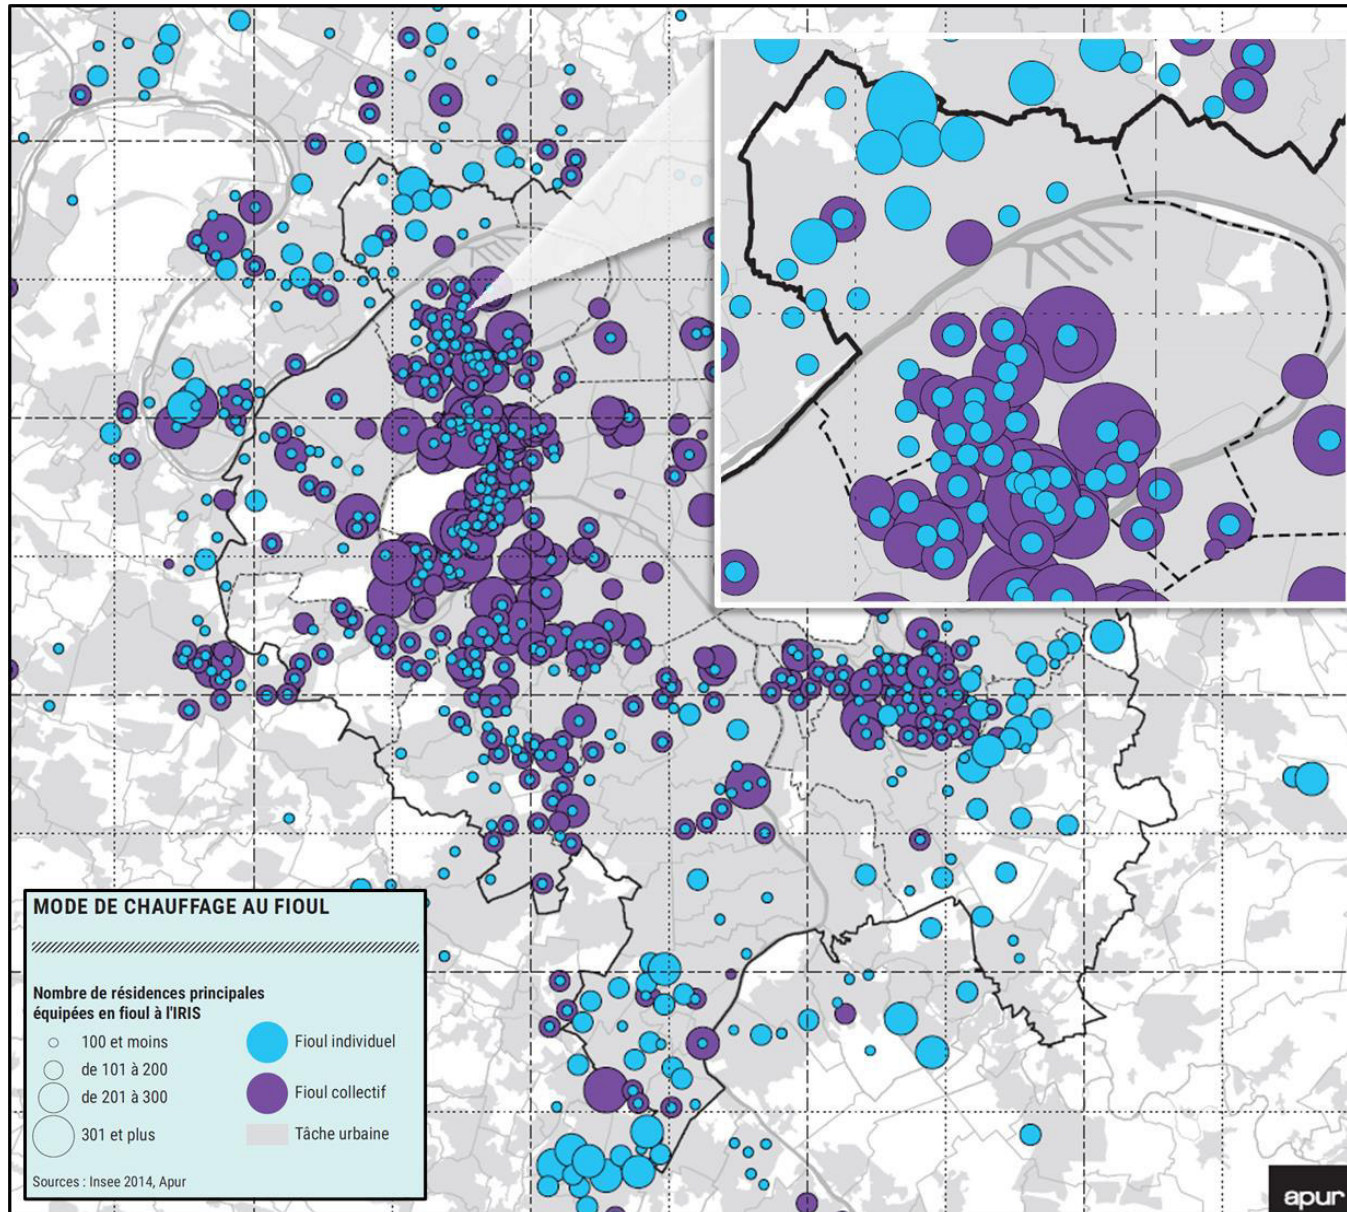 MODE DE CHAUFFAGE AU FIOUL
Nombre de résidences principales
équipées en fioul à l'IRIS
100 et moins
de 101 à 200
de 201 à 300
301 et plus
Fioul individuel
Fioul collectif
Tâche urbaine
Sources : Insee 2014, Apur
apur